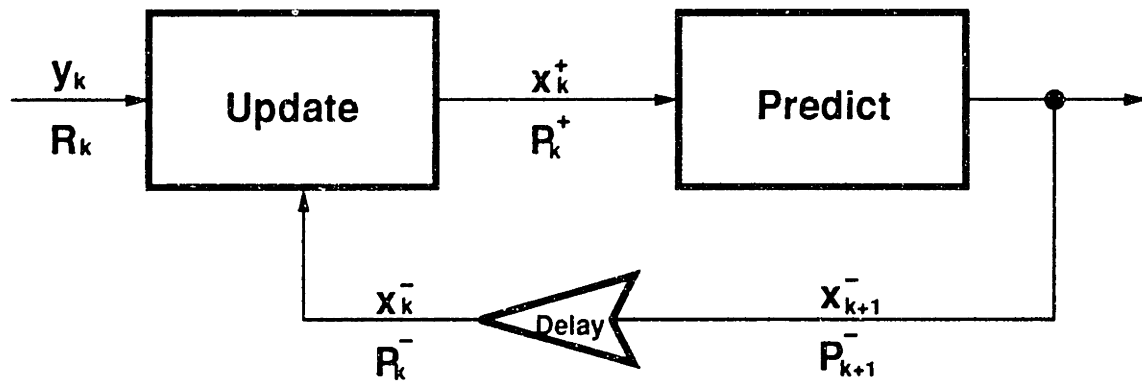 y_k
R_k
Update
x_k^+
P_k^+
Predict
x_k^-
P_k^-
Delay
x_{k+1}^-
P_{k+1}^-